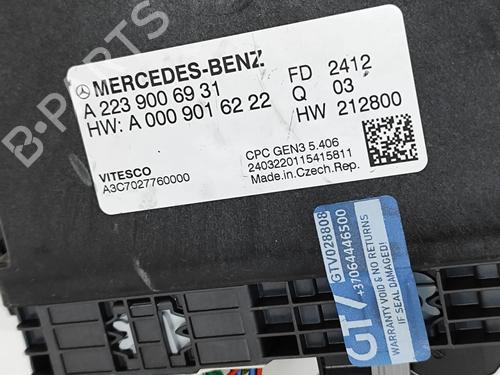 B-PARTS
MERCEDES-BENZ
A 223 900 69 31
HW: A 000 901 62 22
FD 2412
Q 03
HW 212800
VITESCO
A3C7027760000
CPC GEN3 5.406
2403220115415811
Made.in.Czech.Rep.
GTV
GTV028808
+37064446500
WARRANTY VOID & NO RETURNS
IF SEAL DAMAGED!